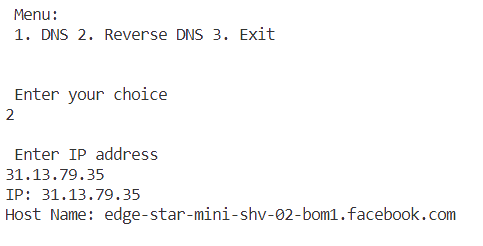 Menu:
1. DNS 2. Reverse DNS 3. Exit
Enter your choice
2
Enter IP address
31.13.79.35
IP: 31.13.79.35
Host Name: edge-star-mini-shv-02-bom1.facebook.com